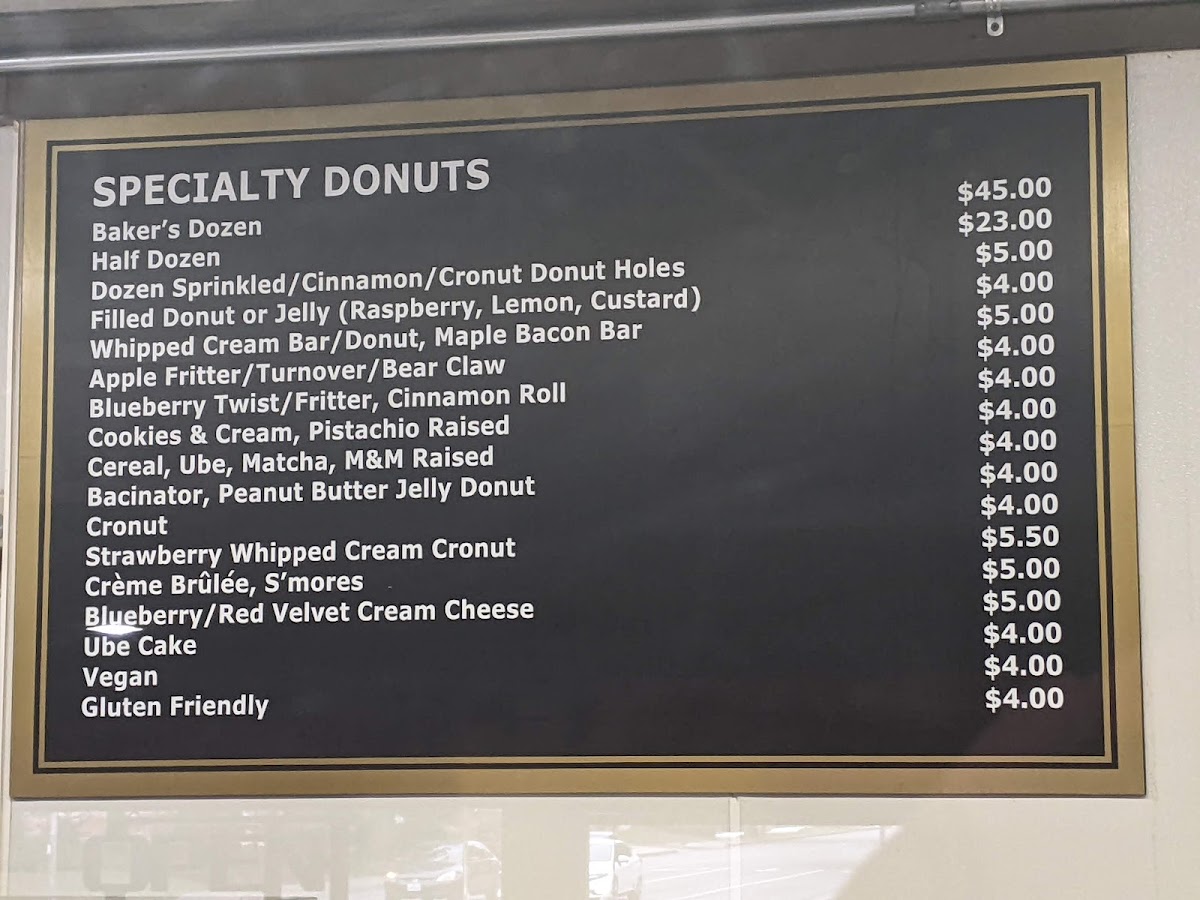 SPECIALTY DONUTS
Baker's Dozen $45.00
Half Dozen $23.00
Dozen Sprinkled/Cinnamon/Cronut Donut Holes $5.00
Filled Donut or Jelly (Raspberry, Lemon, Custard) $4.00
Whipped Cream Bar/Donut, Maple Bacon Bar $5.00
Apple Fritter/Turnover/Bear Claw $4.00
Blueberry Twist/Fritter, Cinnamon Roll $4.00
Cookies & Cream, Pistachio Raised $4.00
Cereal, Ube, Matcha, M&M Raised $4.00
Bacinator, Peanut Butter Jelly Donut $4.00
Cronut $4.00
Strawberry Whipped Cream Cronut $5.50
Crème Brûlée, S'mores $5.00
Blueberry/Red Velvet Cream Cheese $5.00
Ube Cake $4.00
Vegan $4.00
Gluten Friendly $4.00
OPEN